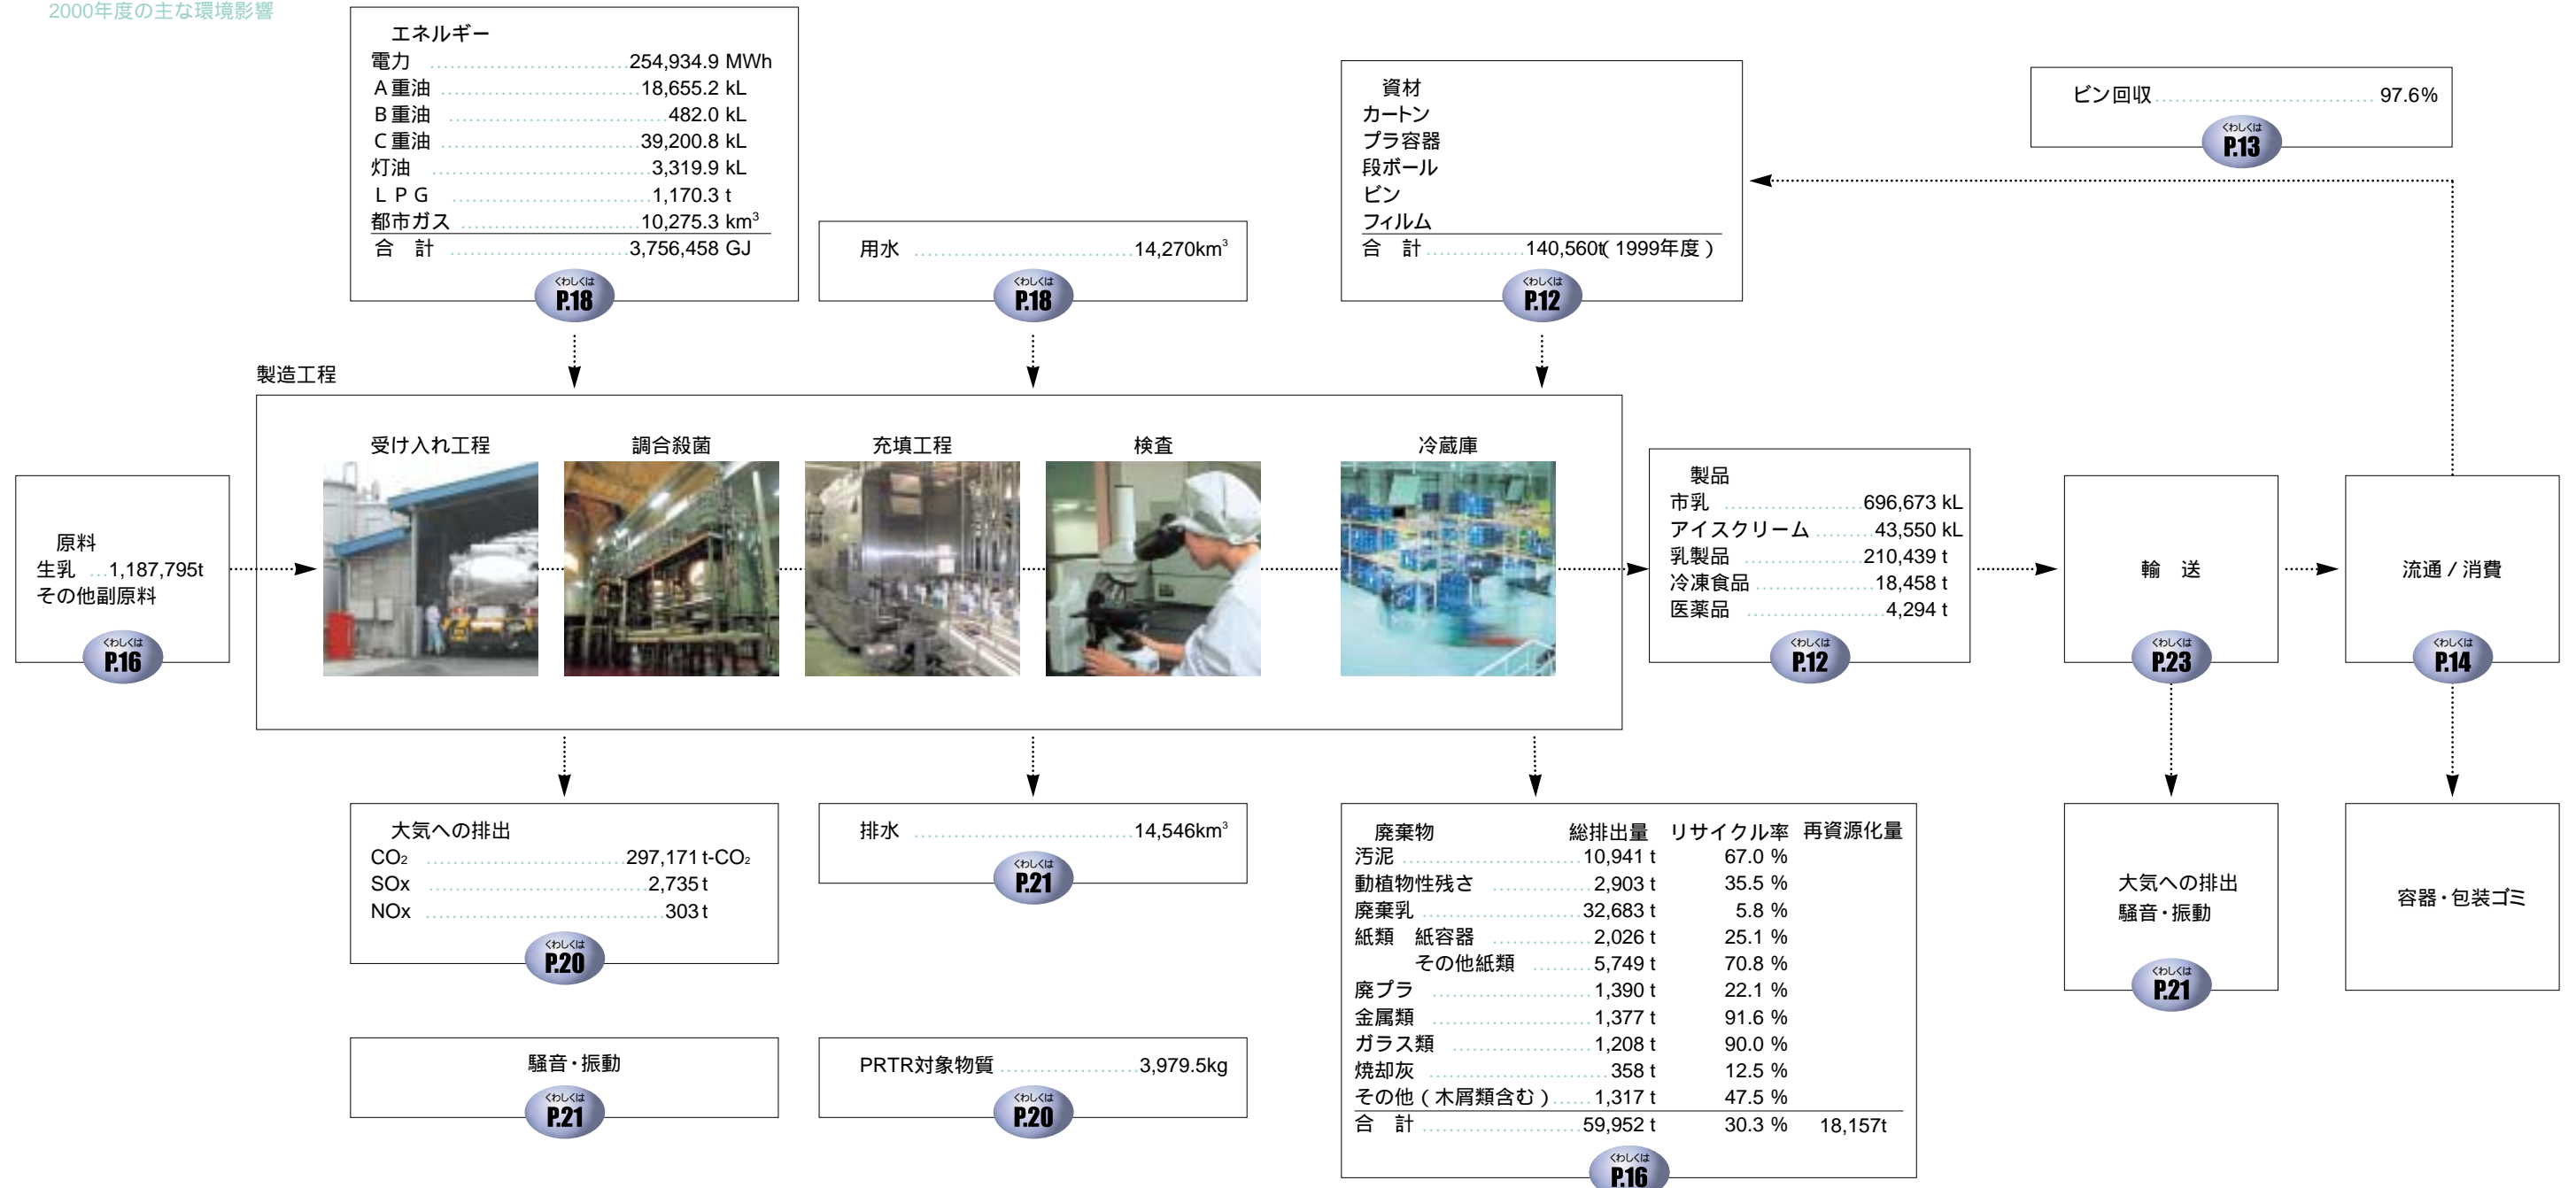 2000年度の主な環境影響
エネルギー
電力 254,934.9 MWh
A重油 18,655.2 kL
B重油 482.0 kL
C重油 39,200.8 kL
灯油 3,319.9 kL
LPG 1,170.3 t
都市ガス 10,275.3 km³
合 計 3,756,458 GJ
くわしくは
P.18
用水 14,270km³
くわしくは
P.18
資材
カートン
プラ容器
段ボール
ビン
フィルム
合 計 140,560t(1999年度)
くわしくは
P.12
ビン回収 97.6%
くわしくは
P.13
製造工程
受け入れ工程
調合殺菌
充填工程
検査
冷蔵庫
原料
生乳 1,187,795t
その他副原料
くわしくは
P.16
製品
市乳 696,673 kL
アイスクリーム 43,550 kL
乳製品 210,439 t
冷凍食品 18,458 t
医薬品 4,294 t
くわしくは
P.12
輸 送
くわしくは
P.23
流通/消費
くわしくは
P.14
大気への排出
CO₂ 297,171 t-CO₂
SOx 2,735 t
NOx 303 t
くわしくは
P.20
排水 14,546km³
くわしくは
P.21
騒音・振動
くわしくは
P.21
PRTR対象物質 3,979.5kg
くわしくは
P.20
廃棄物 総排出量 リサイクル率 再資源化量
汚泥 10,941 t 67.0 %
動植物性残さ 2,903 t 35.5 %
廃棄乳 32,683 t 5.8 %
紙類 紙容器 2,026 t 25.1 %
その他紙類 5,749 t 70.8 %
廃プラ 1,390 t 22.1 %
金属類 1,377 t 91.6 %
ガラス類 1,208 t 90.0 %
焼却灰 358 t 12.5 %
その他(木屑類含む) 1,317 t 47.5 %
合 計 59,952 t 30.3 % 18,157t
くわしくは
P.16
大気への排出
騒音・振動
くわしくは
P.21
容器・包装ゴミ